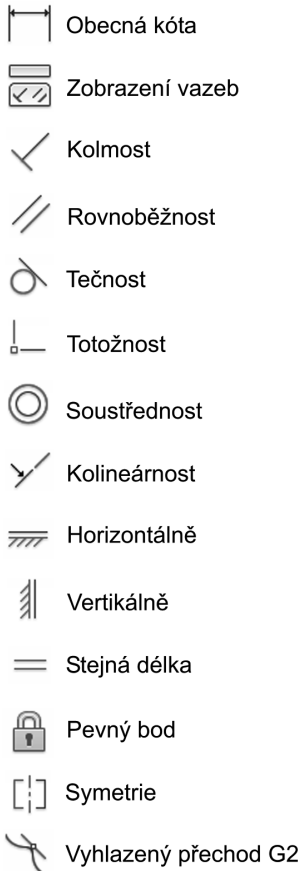 Obecná kóta
Zobrazení vazeb
Kolmost
Rovnoběžnost
Tečnost
Totožnost
Soustřednost
Kolineárnost
Horizontálně
Vertikálně
Stejná délka
Pevný bod
Symetrie
Vyhlazený přechod G2